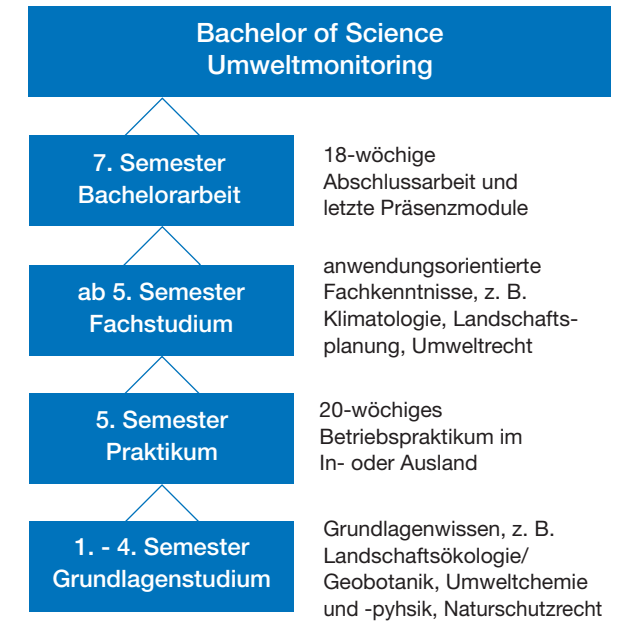 Bachelor of Science
Umweltmonitoring
7. Semester
Bachelorarbeit
18-wöchige
Abschlussarbeit und
letzte Präsenzmodule
ab 5. Semester
Fachstudium
anwendungsorientierte
Fachkenntnisse, z. B.
Klimatologie, Landschafts-
planung, Umweltrecht
5. Semester
Praktikum
20-wöchiges
Betriebspraktikum im
In- oder Ausland
1. - 4. Semester
Grundlagenstudium
Grundlagenwissen, z. B.
Landschaftsökologie/
Geobotanik, Umweltchemie
und -pyhsik, Naturschutzrecht